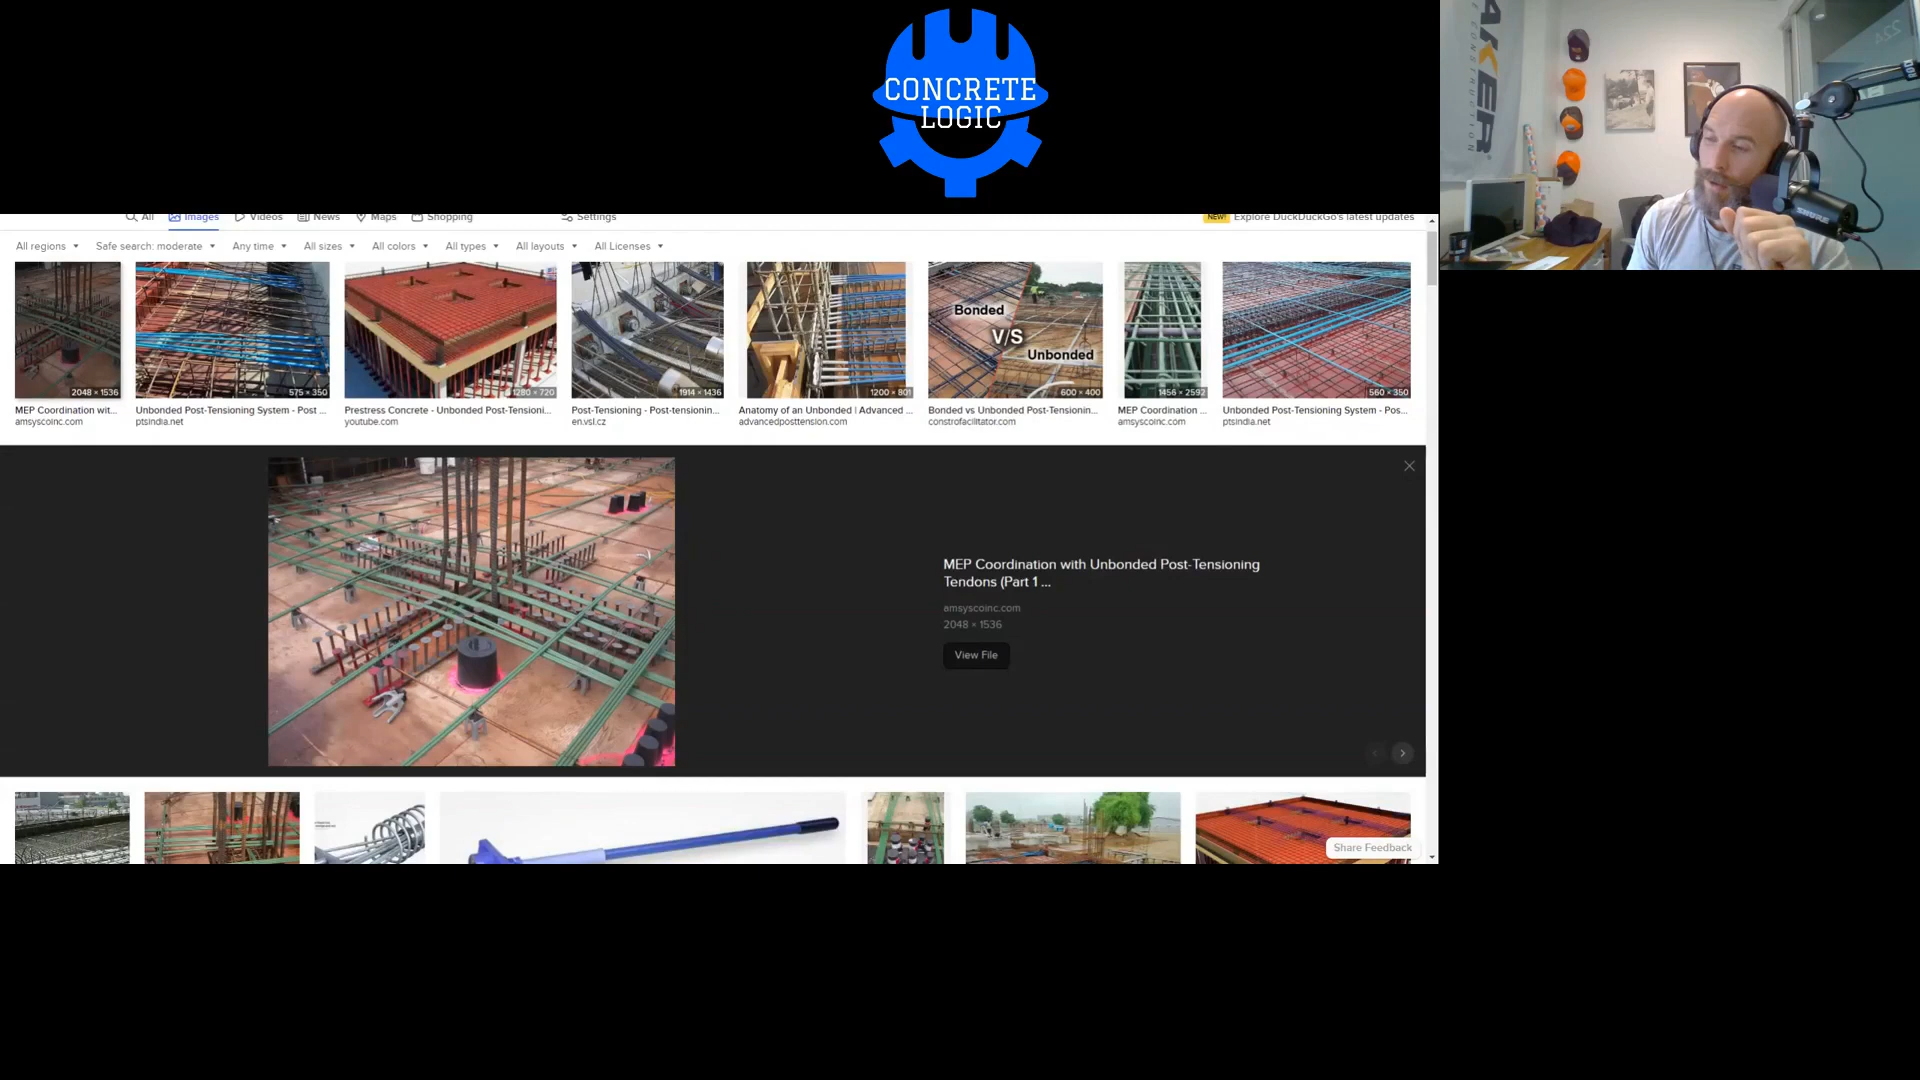 CONCRETE
LOGIC
AKER
CONSTRUCTION
SHURE
All Images Videos News Maps Shopping Settings
NEW! Explore DuckDuckGo's latest updates
All regions Safe search: moderate Any time All sizes All colors All types All layouts All Licenses
Bonded
V/S
Unbonded
2048 × 1536 575 × 350 1280 × 720 1914 × 1436 1200 × 801 600 × 400 1456 × 2592 560 × 350
MEP Coordination wit... Unbonded Post-Tensioning System - Post ... Prestress Concrete - Unbonded Post-Tensioni... Post-Tensioning - Post-tensionin... Anatomy of an Unbonded | Advanced ... Bonded vs Unbonded Post-Tensionin... MEP Coordination ... Unbonded Post-Tensioning System - Pos...
amsyscoinc.com ptsindia.net youtube.com en.vsl.cz advancedposttension.com constrofacilitator.com amsyscoinc.com ptsindia.net
MEP Coordination with Unbonded Post-Tensioning
Tendons (Part 1 ...
amsyscoinc.com
2048 × 1536
View File
Share Feedback